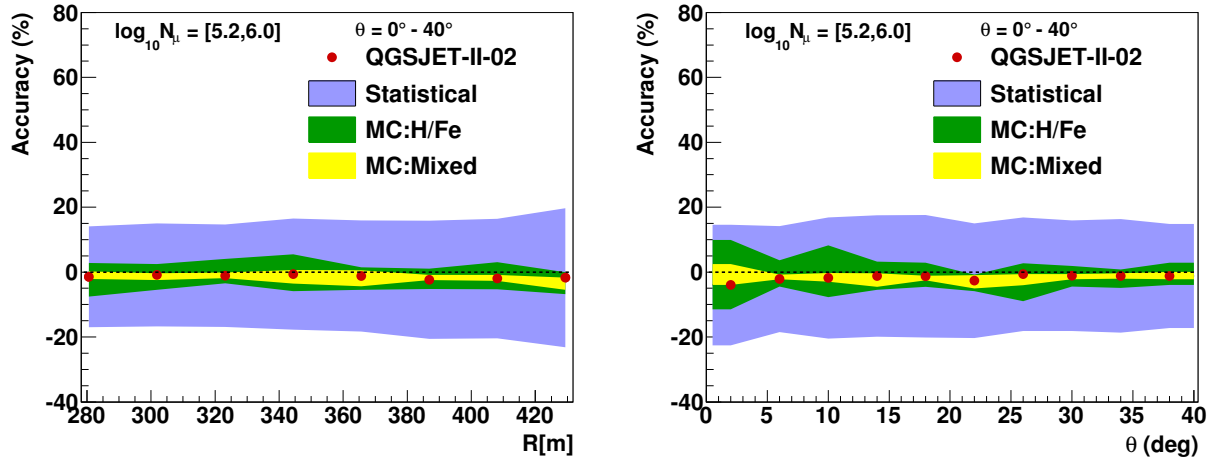 Accuracy (%)
80
60
40
20
0
-20
-40
log10Nμ = [5.2,6.0]
θ = 0° - 40°
QGSJET-II-02
Statistical
MC:H/Fe
MC:Mixed
280 300 320 340 360 380 400 420
R[m]
Accuracy (%)
80
60
40
20
0
-20
-40
log10Nμ = [5.2,6.0]
θ = 0° - 40°
QGSJET-II-02
Statistical
MC:H/Fe
MC:Mixed
0 5 10 15 20 25 30 35 40
θ (deg)